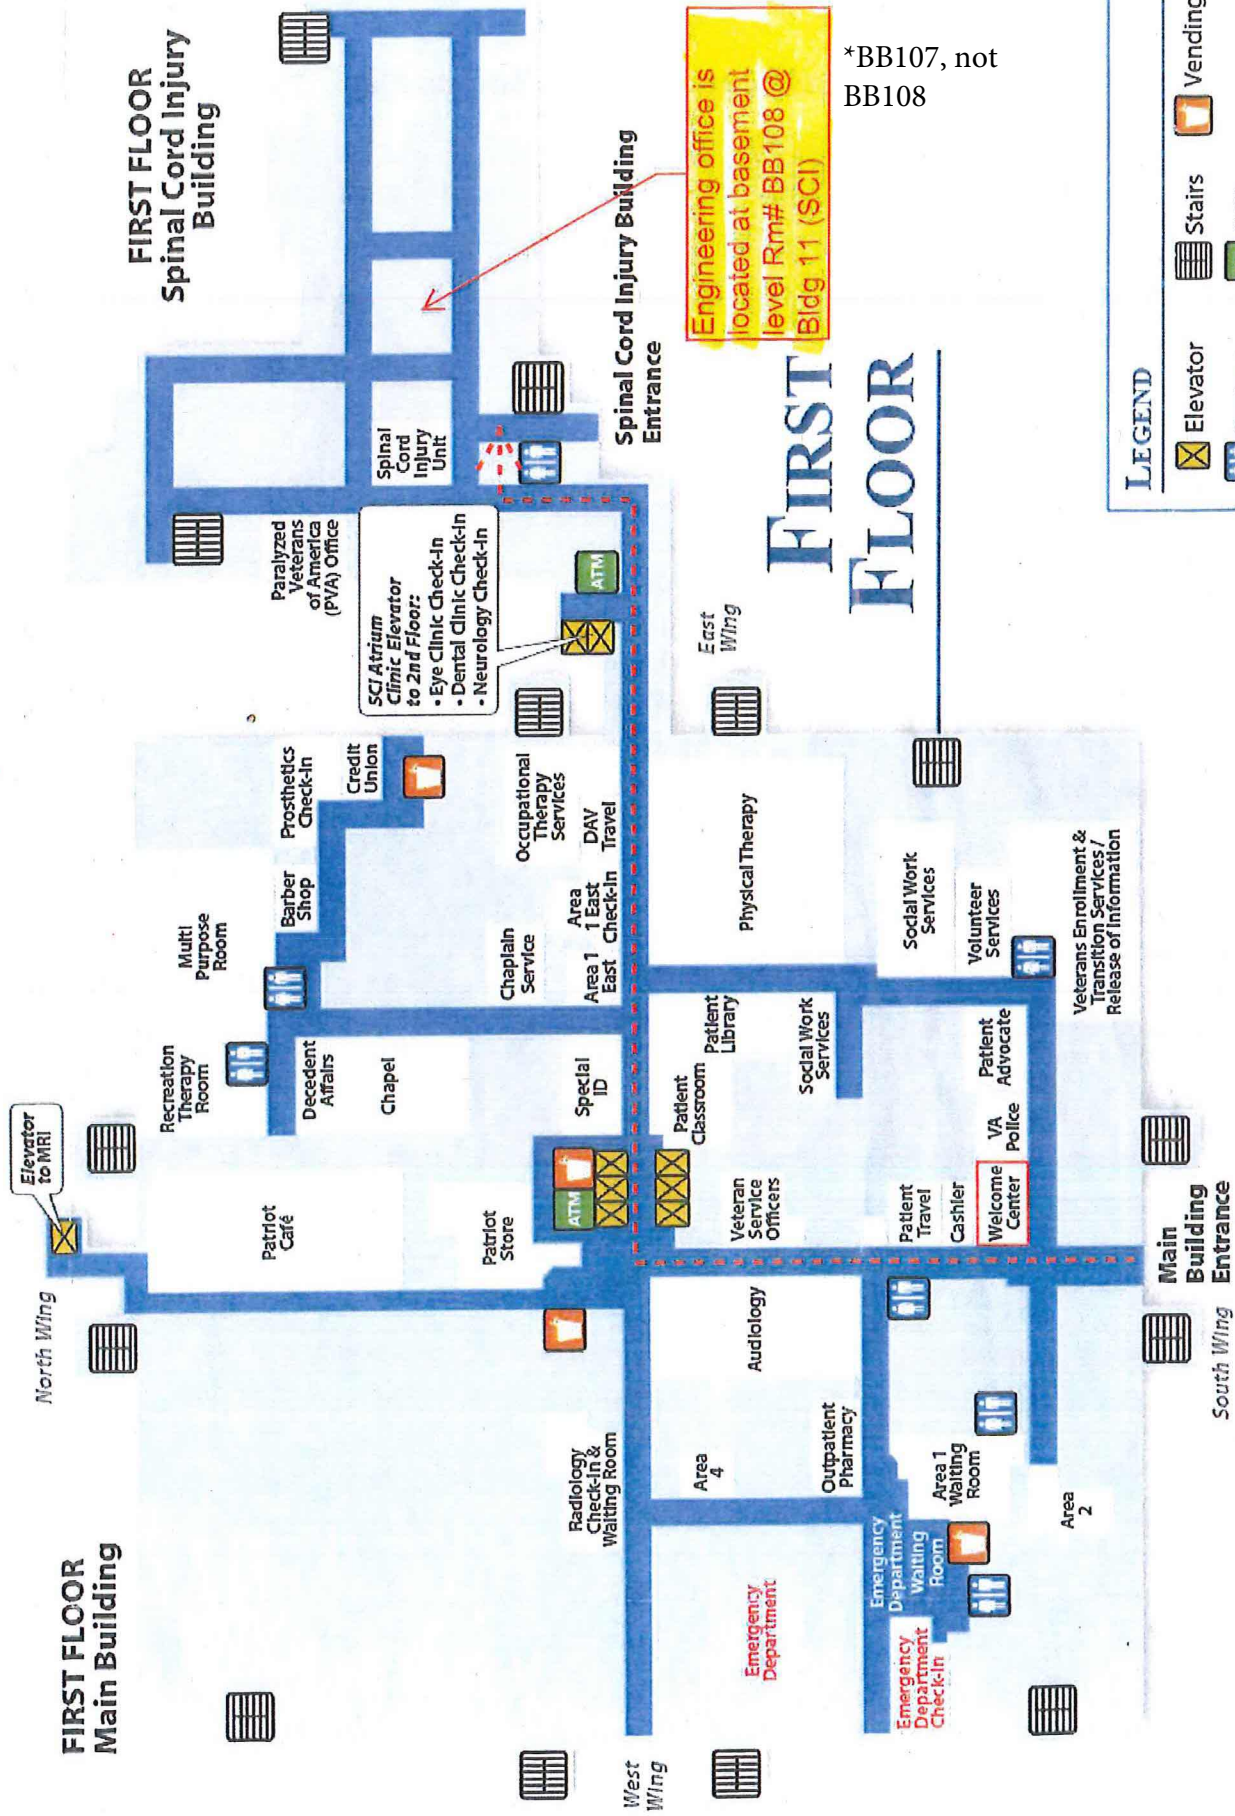 FIRST FLOOR
Main Building
FIRST FLOOR
Spinal Cord Injury
Building
North Wing
Elevator
to MRI
Patriot
Café
Patriot
Store
ATM
Recreation
Therapy
Room
Multi
Purpose
Room
Decedent
Affairs
Chapel
Barber
Shop
Prosthetics
Check-In
Credit
Union
Special
ID
Chaplain
Service
Area 1
East
Area
1 East
Check-In
DAV
Travel
Occupational
Therapy
Services
SCI Atrium
Clinic Elevator
to 2nd Floor:
• Eye Clinic Check-In
• Dental Clinic Check-In
• Neurology Check-In
ATM
Paralyzed
Veterans
of America
(PVA) Office
Spinal
Cord
Injury
Unit
Spinal Cord Injury Building
Entrance
Engineering office is
located at basement
level Rm# BB108 @
Bldg 11 (SCI)
*BB107, not
BB108
Radiology
Check-In &
Waiting Room
West
Wing
Area
4
Audiology
Outpatient
Pharmacy
Emergency
Department
Emergency
Department
Waiting
Room
Emergency
Department
Check-In
Area 1
Waiting
Room
Area
2
Patient
Classroom
Patient
Library
Veteran
Service
Officers
Social Work
Services
Patient
Travel
Cashier
Welcome
Center
VA
Police
Patient
Advocate
Physical Therapy
East
Wing
Social Work
Services
Volunteer
Services
Veterans Enrollment &
Transition Services /
Release of Information
Main
Building
Entrance
South Wing
FIRST
FLOOR
LEGEND
Elevator
Stairs
Vending